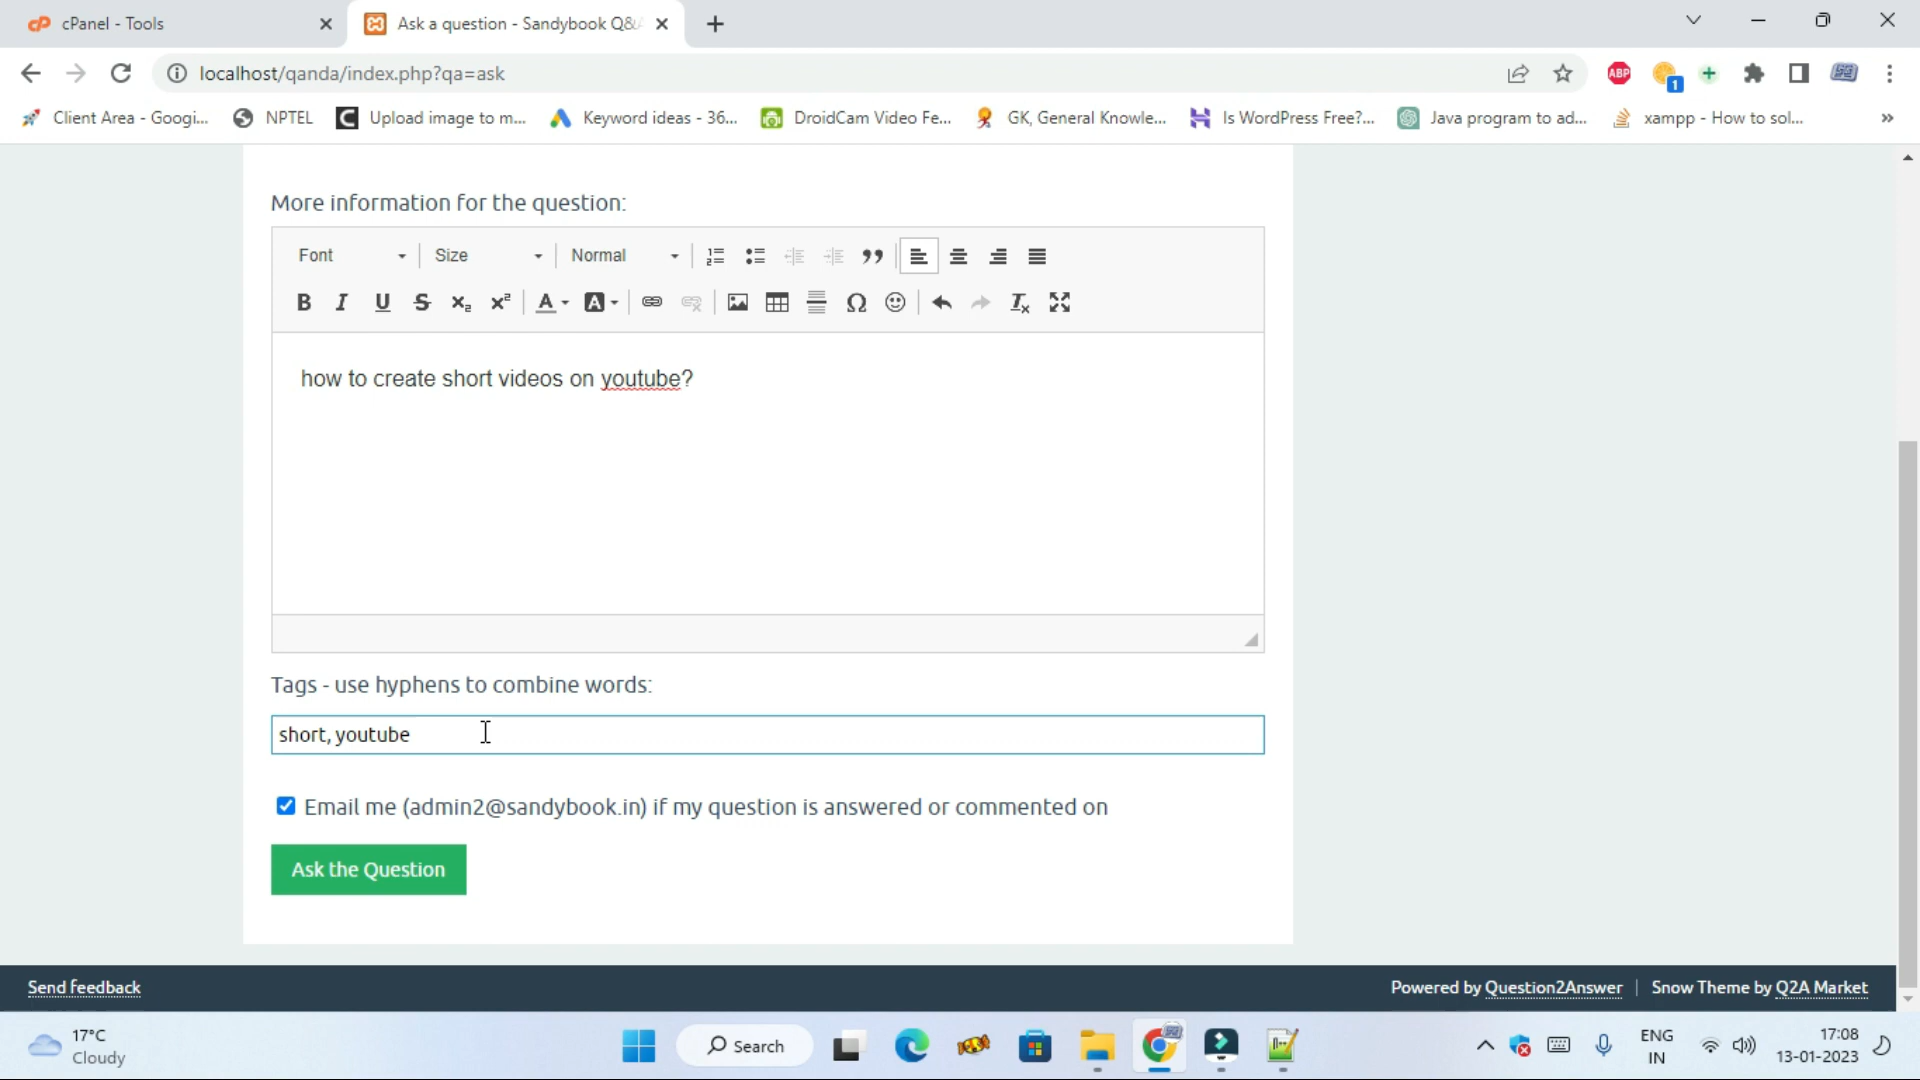 cPanel - Tools
Ask a question - Sandybook Q&
localhost/qanda/index.php?qa=ask
ABP
1
Client Area - Googi...
NPTEL
Upload image to m...
Keyword ideas - 36...
DroidCam Video Fe...
GK, General Knowle...
Is WordPress Free?...
Java program to ad...
xampp - How to sol...
»
More information for the question:
Font
Size
Normal
how to create short videos on youtube?
Tags - use hyphens to combine words:
short, youtube
Email me (admin2@sandybook.in) if my question is answered or commented on
Ask the Question
Send feedback
Powered by Question2Answer | Snow Theme by Q2A Market
17°C
Cloudy
Search
ENG
IN
17:08
13-01-2023